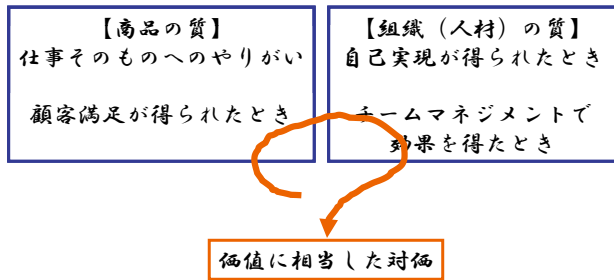 【商品の質】
仕事そのものへのやりがい
顧客満足が得られたとき
【組織（人材）の質】
自己実現が得られたとき
チームマネジメントで
効果を得たとき
価値に相当した対価